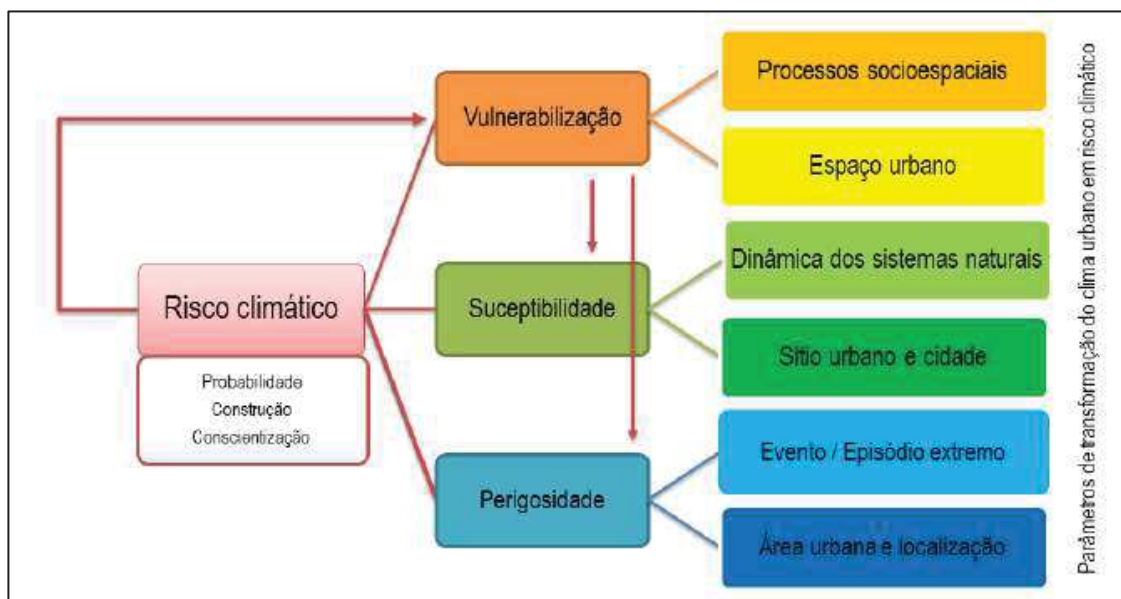 Processos socioespaciais
Vulnerabilização
Espaço urbano
Dinâmica dos sistemas naturais
Risco climático
Suceptibilidade
Sítio urbano e cidade
Probabilidade
Construção
Conscientização
Evento / Episódio extremo
Perigosidade
Área urbana e localização
Parâmetros de transformação do clima urbano em risco climático